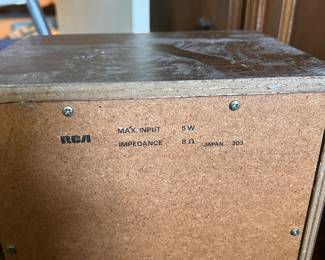 RCA MAX. INPUT 5 W
IMPEDANCE 8 Ω JAPAN 303